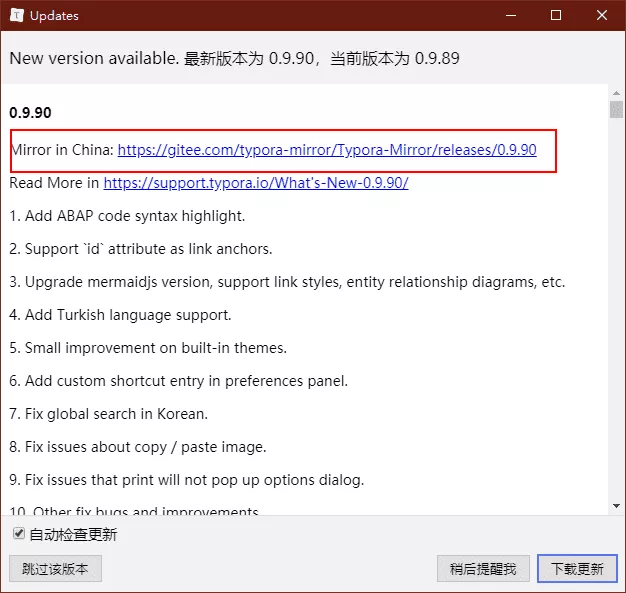 Updates
New version available. 最新版本为 0.9.90，当前版本为 0.9.89
0.9.90
Mirror in China: https://gitee.com/typora-mirror/Typora-Mirror/releases/0.9.90
Read More in https://support.typora.io/What's-New-0.9.90/
1. Add ABAP code syntax highlight.
2. Support `id` attribute as link anchors.
3. Upgrade mermaidjs version, support link styles, entity relationship diagrams, etc.
4. Add Turkish language support.
5. Small improvement on built-in themes.
6. Add custom shortcut entry in preferences panel.
7. Fix global search in Korean.
8. Fix issues about copy / paste image.
9. Fix issues that print will not pop up options dialog.
10. Other fix bugs and improvements
自动检查更新
跳过该版本 稍后提醒我 下载更新